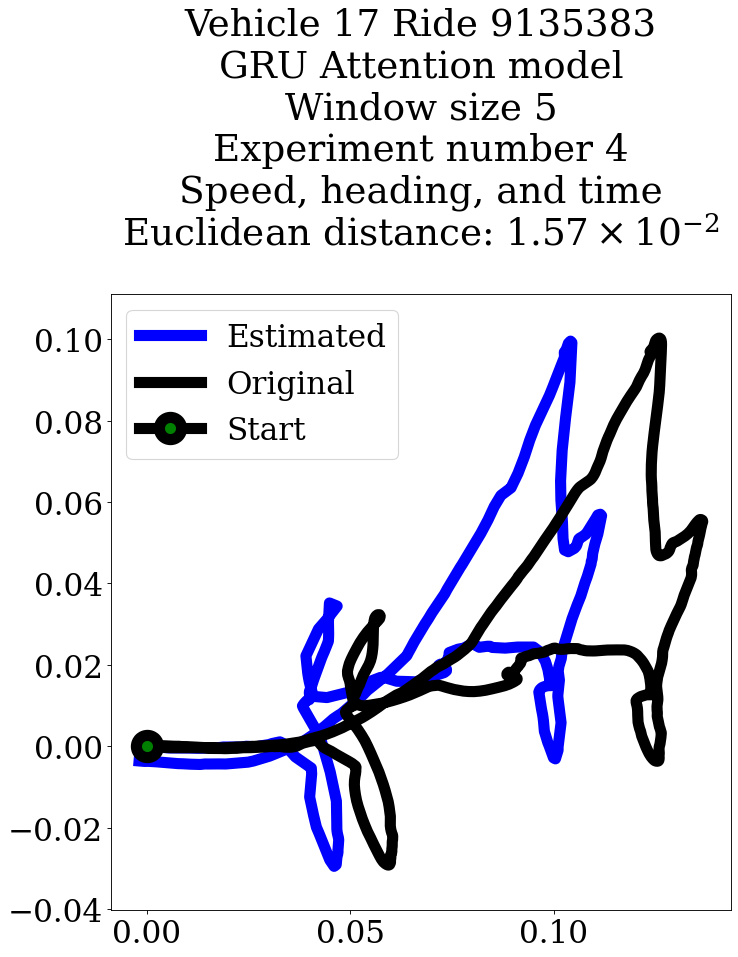 Vehicle 17 Ride 9135383
GRU Attention model
Window size 5
Experiment number 4
Speed, heading, and time
Euclidean distance: 1.57 × 10⁻²
Estimated
Original
Start
0.10
0.08
0.06
0.04
0.02
0.00
−0.02
−0.04
0.00 0.05 0.10